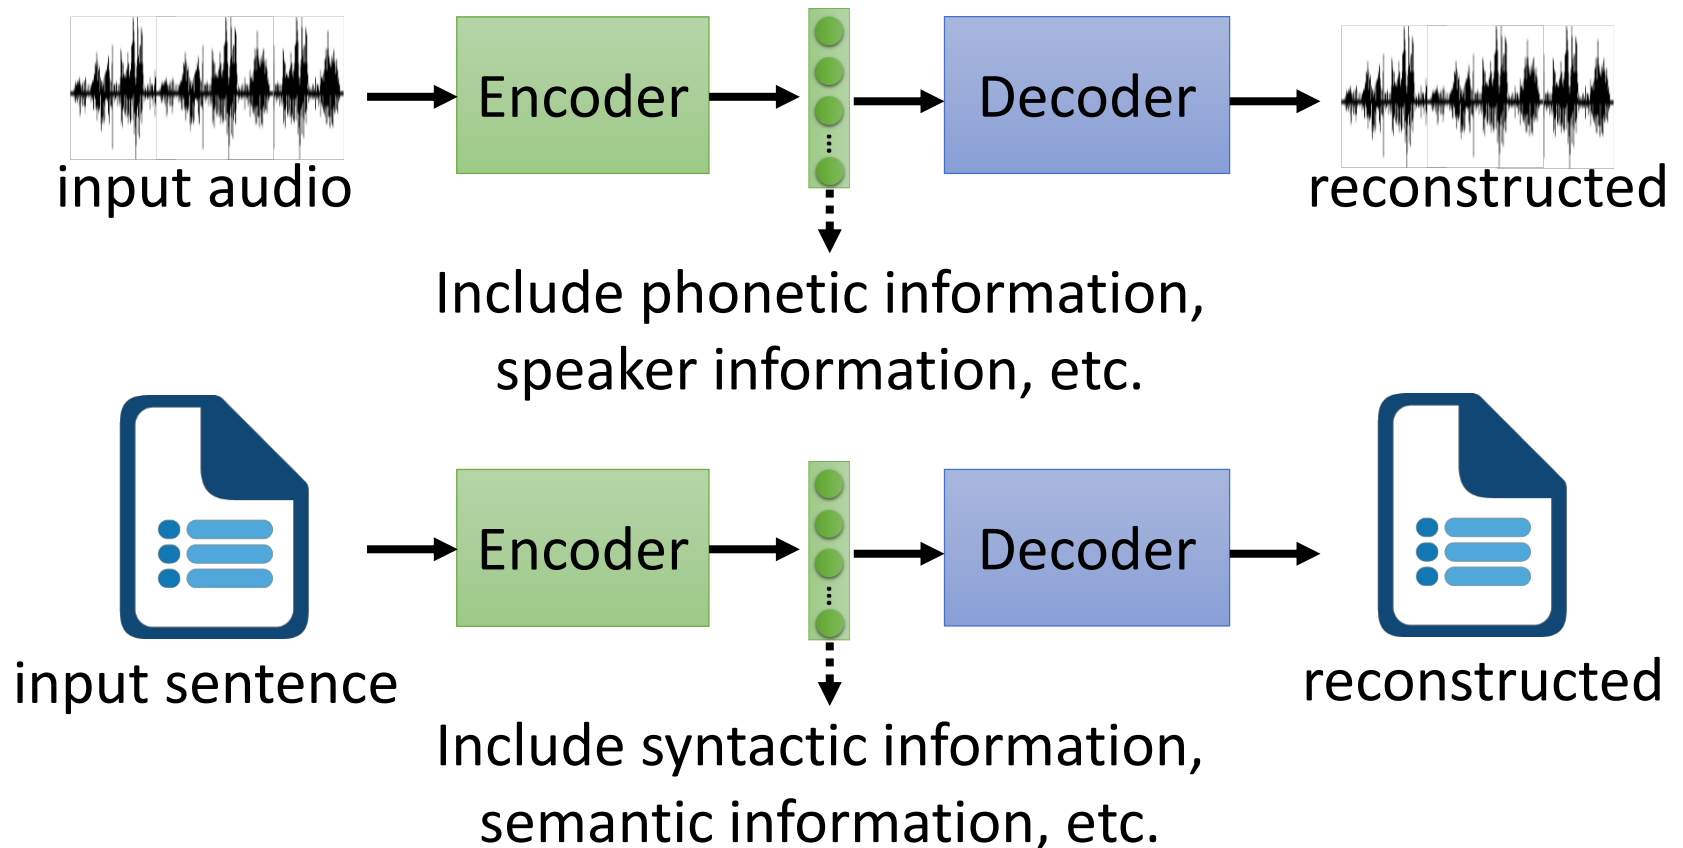 Encoder
Decoder
input audio
reconstructed
Include phonetic information,
speaker information, etc.
Encoder
Decoder
input sentence
reconstructed
Include syntactic information,
semantic information, etc.